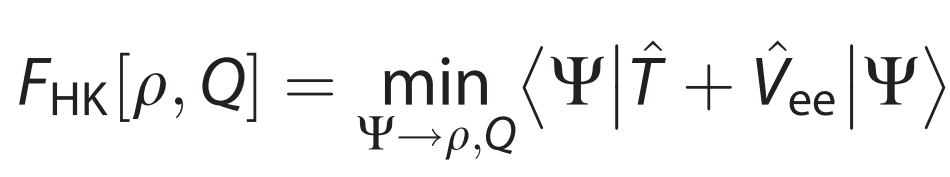 F_HK[ρ, Q] = min_{Ψ→ρ,Q} ⟨Ψ|T̂ + V̂_ee|Ψ⟩